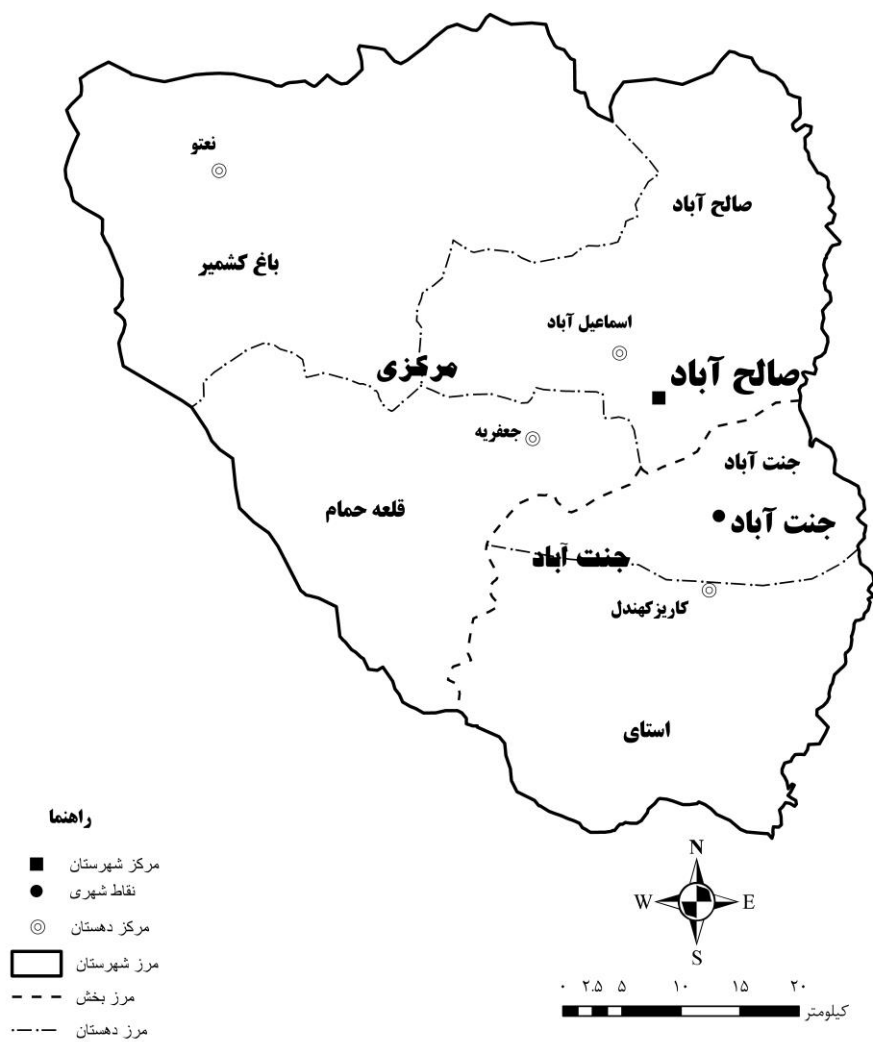 نعتو
صالح آباد
باغ کشمیر
اسماعیل آباد
مرکزی
صالح آباد
جعفریه
جنت آباد
قلعه حمام
جنت آباد
جنت آباد
کاریزکهندل
استای
راهنما
مرکز شهرستان
نقاط شهری
مرکز دهستان
مرز شهرستان
مرز بخش
مرز دهستان
N
W E
S
۰ ۲.۵ ۵ ۱۰ ۱۵ ۲۰
کیلومتر